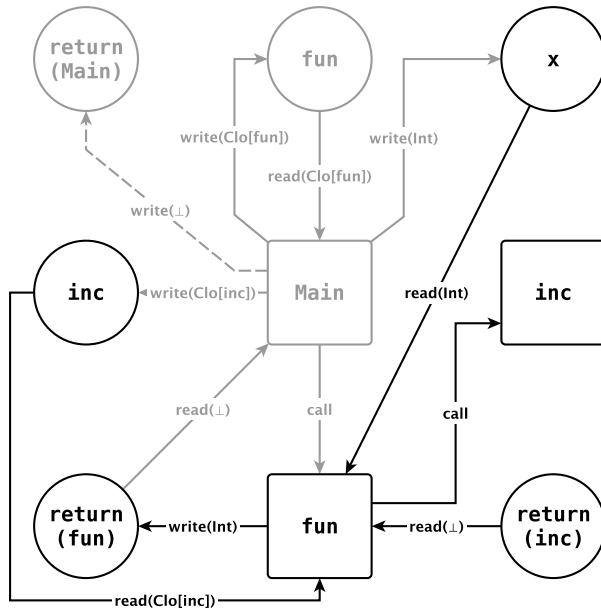 return
(Main)
fun
x
write(Clo[fun])
write(Int)
read(Clo[fun])
write(⊥)
inc
write(Clo[inc])
Main
read(Int)
inc
read(⊥)
call
call
return
(fun)
write(Int)
fun
read(⊥)
return
(inc)
read(Clo[inc])